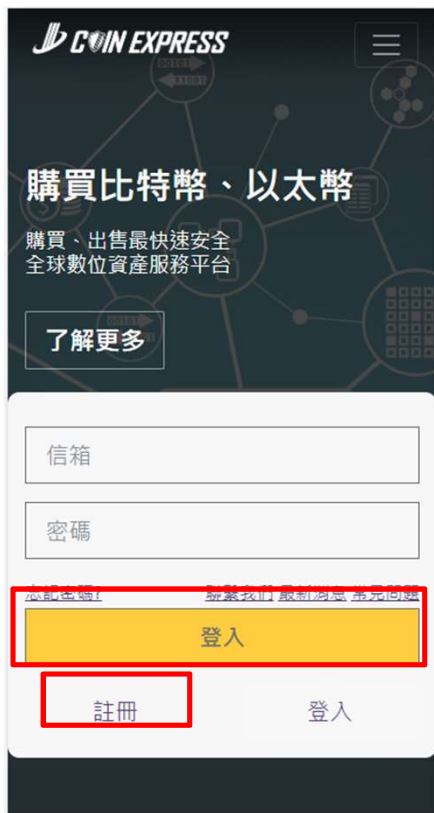 COIN EXPRESS
購買比特幣、以太幣
購買、出售最快速安全
全球數位資產服務平台
了解更多
信箱
密碼
忘記密碼? 聯繫我們 最新消息 常見問題
登入
註冊 登入